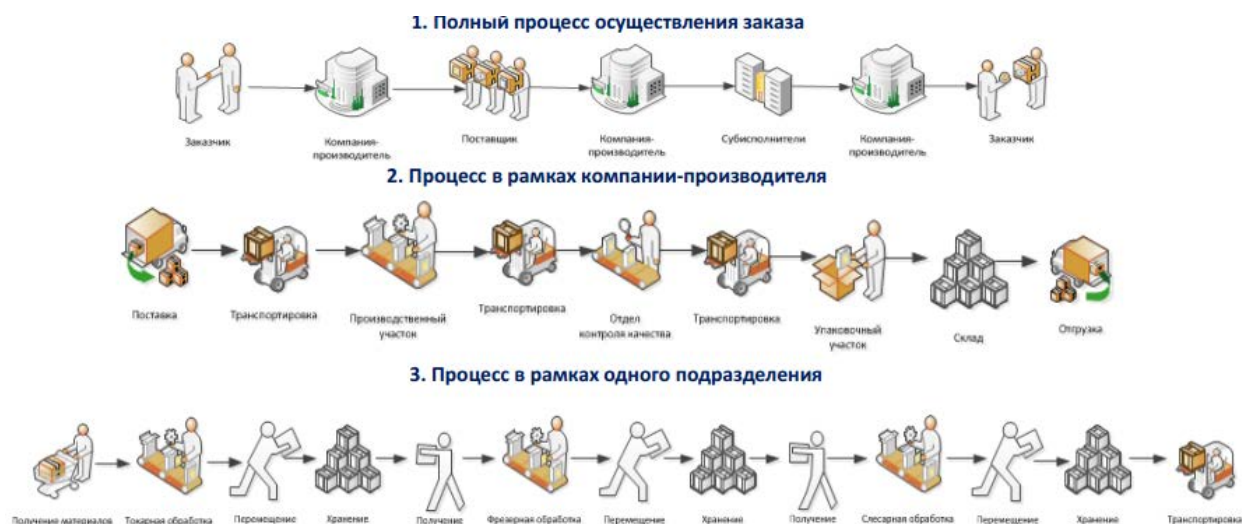 1. Полный процесс осуществления заказа
Заказчик
Компания-
производитель
Поставщик
Компания-
производитель
Субисполнители
Компания-
производитель
Заказчик
2. Процесс в рамках компании-производителя
Поставка
Транспортировка
Производственный
участок
Транспортировка
Отдел
контроля качества
Транспортировка
Упаковочный
участок
Склад
Отгрузка
3. Процесс в рамках одного подразделения
Получение материалов
Токарная обработка
Перемещение
Хранение
Получение
Фрезерная обработка
Перемещение
Хранение
Получение
Слесарная обработка
Перемещение
Хранение
Транспортировка